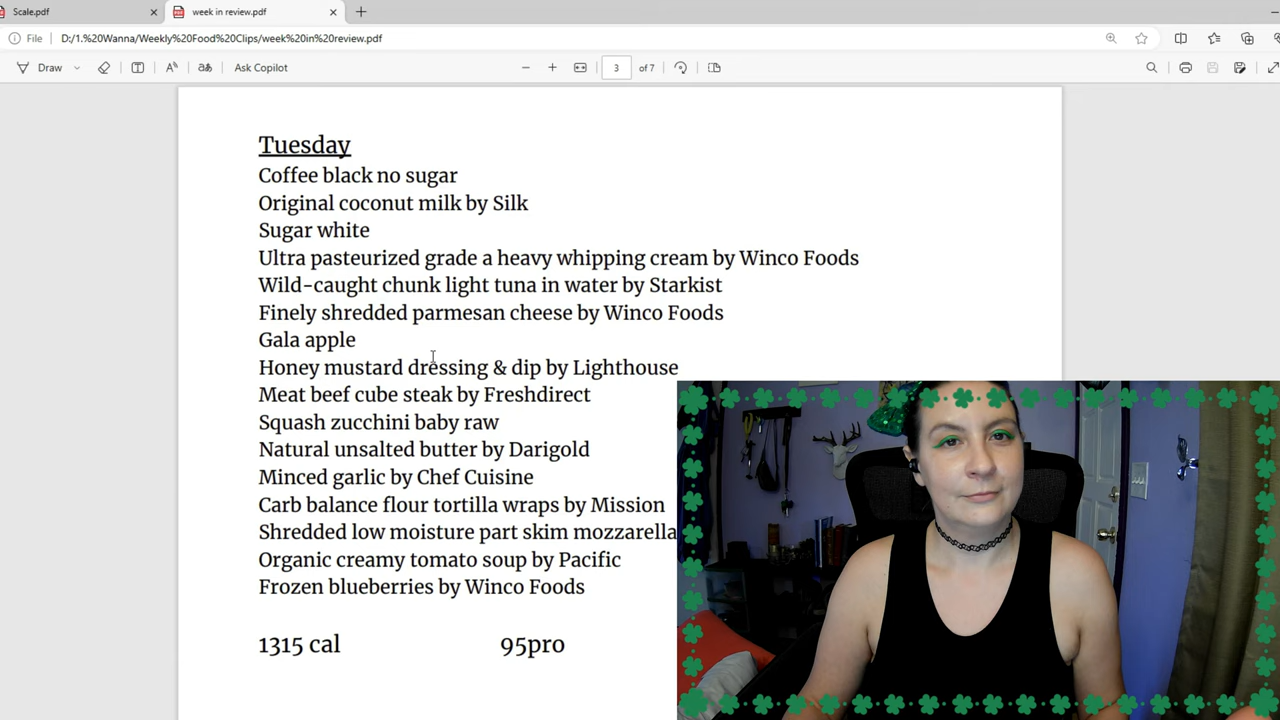 Scale.pdf
week in review.pdf
File
D:/1.%20Wanna/Weekly%20Food%20Clips/week%20in%20review.pdf
Draw
Ask Copilot
3 of 7
Tuesday
Coffee black no sugar
Original coconut milk by Silk
Sugar white
Ultra pasteurized grade a heavy whipping cream by Winco Foods
Wild-caught chunk light tuna in water by Starkist
Finely shredded parmesan cheese by Winco Foods
Gala apple
Honey mustard dressing & dip by Lighthouse
Meat beef cube steak by Freshdirect
Squash zucchini baby raw
Natural unsalted butter by Darigold
Minced garlic by Chef Cuisine
Carb balance flour tortilla wraps by Mission
Shredded low moisture part skim mozzarella
Organic creamy tomato soup by Pacific
Frozen blueberries by Winco Foods
1315 cal 95pro